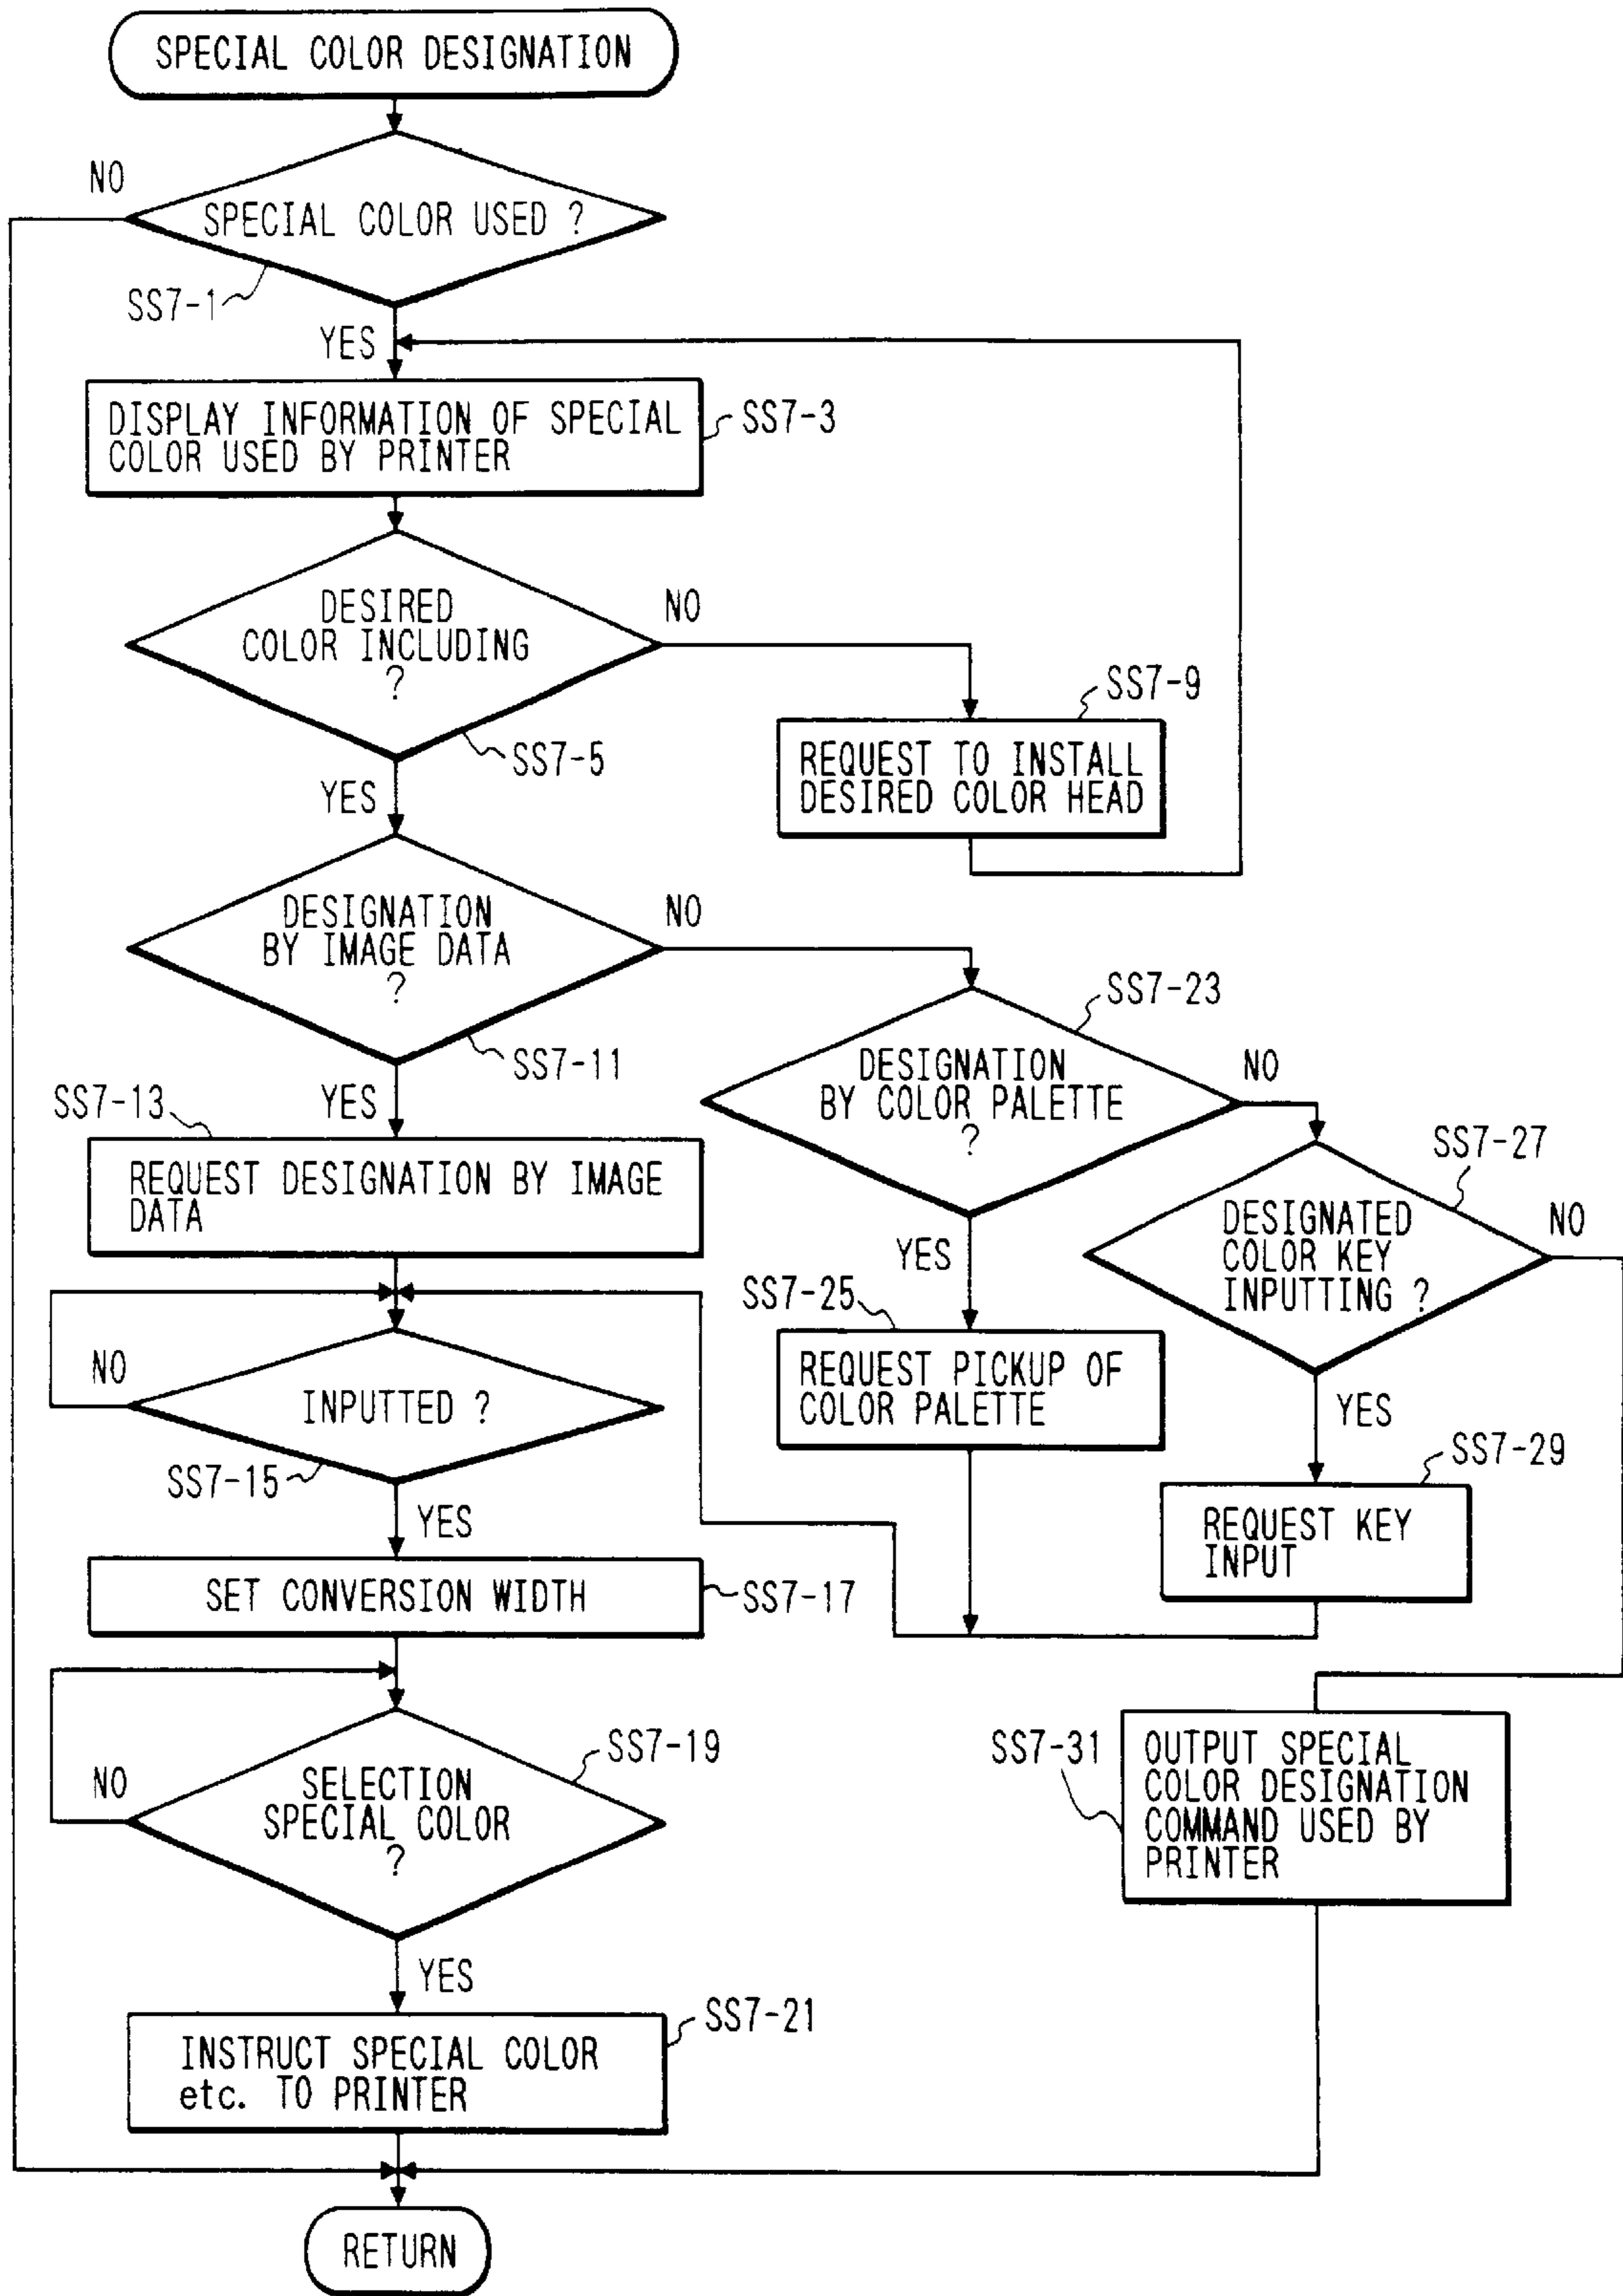 SPECIAL COLOR DESIGNATION
NO
SPECIAL COLOR USED ?
SS7-1
YES
DISPLAY INFORMATION OF SPECIAL
COLOR USED BY PRINTER
SS7-3
DESIRED
COLOR INCLUDING
?
NO
SS7-5
YES
SS7-9
REQUEST TO INSTALL
DESIRED COLOR HEAD
DESIGNATION
BY IMAGE DATA
?
NO
SS7-11
YES
SS7-23
DESIGNATION
BY COLOR PALETTE
?
NO
SS7-13
REQUEST DESIGNATION BY IMAGE
DATA
YES
SS7-27
DESIGNATED
COLOR KEY
INPUTTING ?
NO
SS7-25
REQUEST PICKUP OF
COLOR PALETTE
YES
NO
INPUTTED ?
SS7-15
YES
SS7-29
REQUEST KEY
INPUT
SET CONVERSION WIDTH
SS7-17
NO
SELECTION
SPECIAL COLOR
?
SS7-19
YES
SS7-31
OUTPUT SPECIAL
COLOR DESIGNATION
COMMAND USED BY
PRINTER
SS7-21
INSTRUCT SPECIAL COLOR
etc. TO PRINTER
RETURN